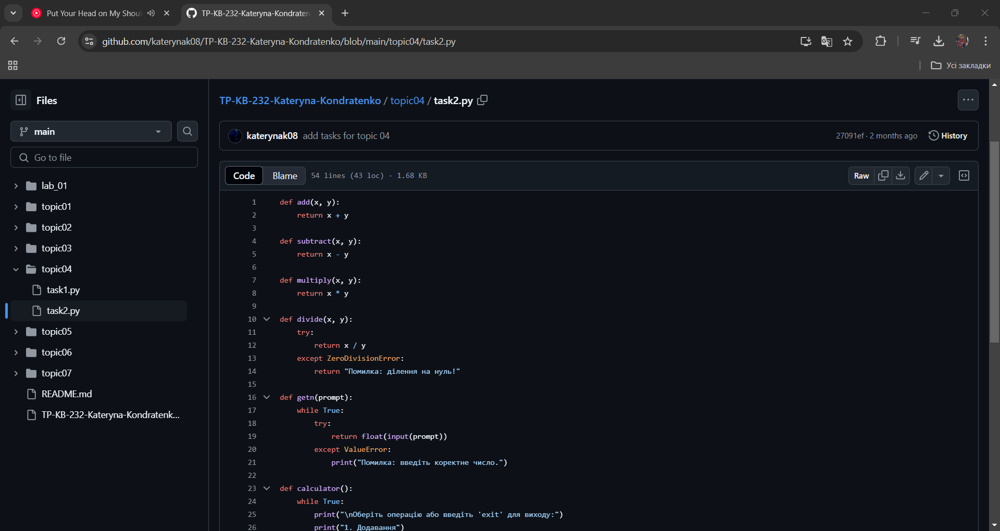 Put Your Head on My Shoul
TP-KB-232-Kateryna-Kondraten
github.com/katerynak08/TP-KB-232-Kateryna-Kondratenko/blob/main/topic04/task2.py
Усі закладки
Files
main
Go to file
lab_01
topic01
topic02
topic03
topic04
task1.py
task2.py
topic05
topic06
topic07
README.md
TP-KB-232-Kateryna-Kondratenk...
TP-KB-232-Kateryna-Kondratenko / topic04 / task2.py
katerynak08 add tasks for topic 04
27091ef · 2 months ago History
Code Blame 54 lines (43 loc) · 1.68 KB
Raw
1 def add(x, y):
2 return x + y
3
4 def subtract(x, y):
5 return x - y
6
7 def multiply(x, y):
8 return x * y
9
10 def divide(x, y):
11 try:
12 return x / y
13 except ZeroDivisionError:
14 return "Помилка: ділення на нуль!"
15
16 def getn(prompt):
17 while True:
18 try:
19 return float(input(prompt))
20 except ValueError:
21 print("Помилка: введіть коректне число.")
22
23 def calculator():
24 while True:
25 print("\nОберіть операцію або введіть 'exit' для виходу:")
26 print("1. Додавання")